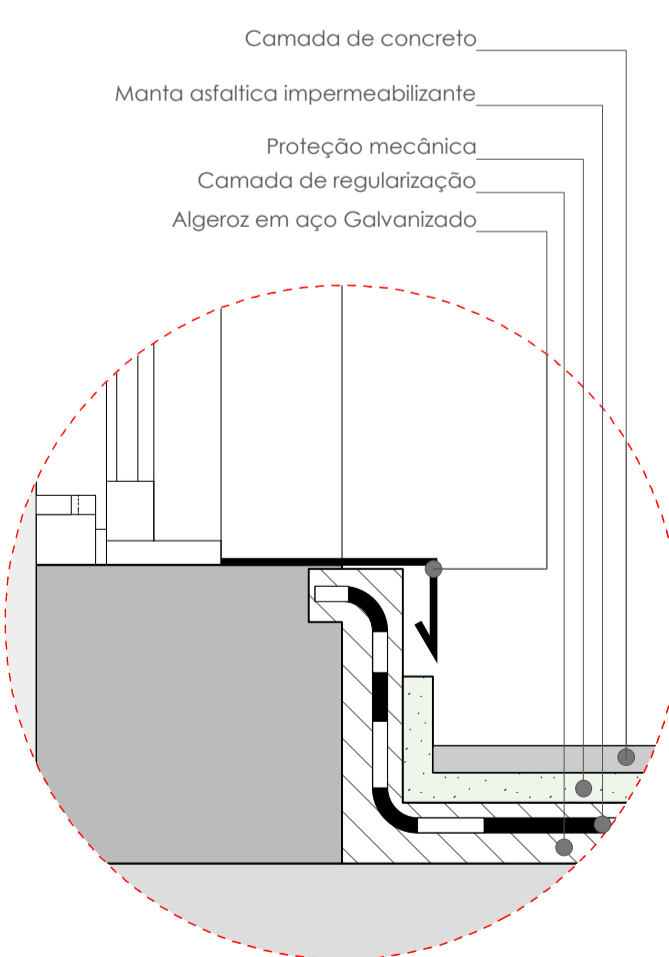 Camada de concreto
Manta asfaltica impermeabilizante
Proteção mecânica
Camada de regularização
Algeroz em aço Galvanizado